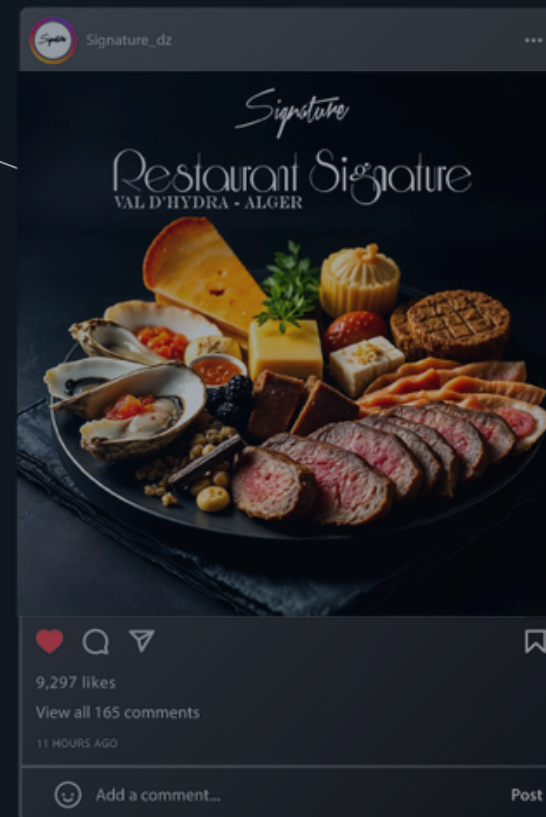 Signature
Signature_dz
Signature
Restaurant Signature
VAL D'HYDRA - ALGER
9,297 likes
View all 165 comments
11 HOURS AGO
Add a comment...
Post